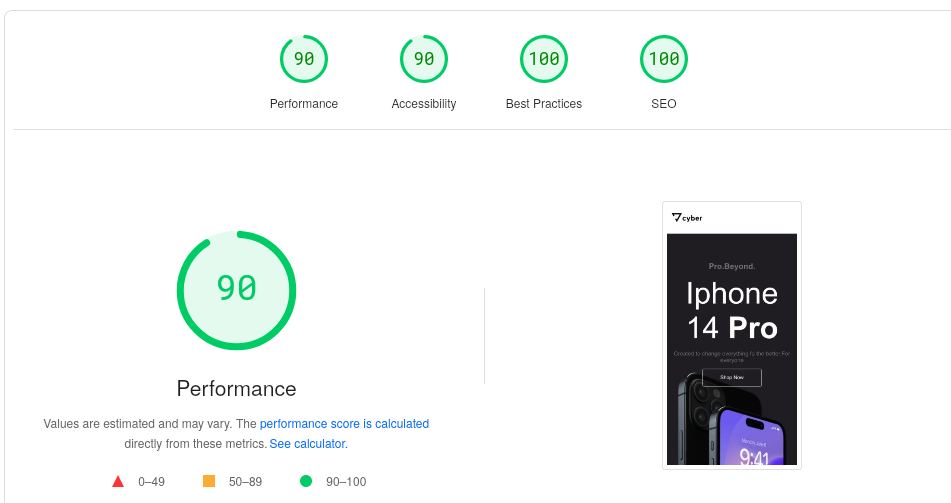 90
90
100
100
Performance
Accessibility
Best Practices
SEO
cyber
Pro.Beyond.
Iphone
14 Pro
Created to change everything for the better. For
everyone
Shop Now
9:41
90
Performance
Values are estimated and may vary. The performance score is calculated
directly from these metrics. See calculator.
0–49
50–89
90–100